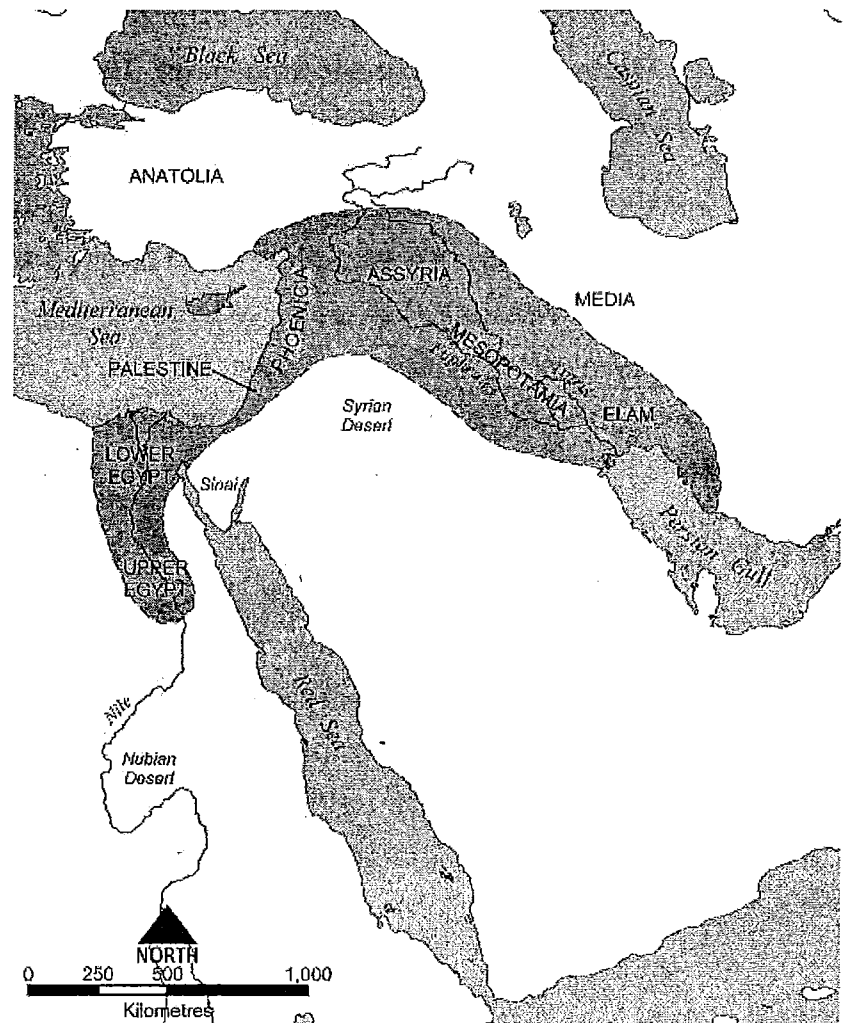 Black Sea
Caspian
Sea
ANATOLIA
ASSYRIA
MEDIA
Mediterranean
Sea
PHOENICIA
MESOPOTAMIA
Euphrates
Tigris
PALESTINE
Syrian
Desert
ELAM
LOWER
EGYPT
Sinai
Persian Gulf
UPPER
EGYPT
Red Sea
Nile
Nubian
Desert
NORTH
0 250 500 1,000
Kilometres